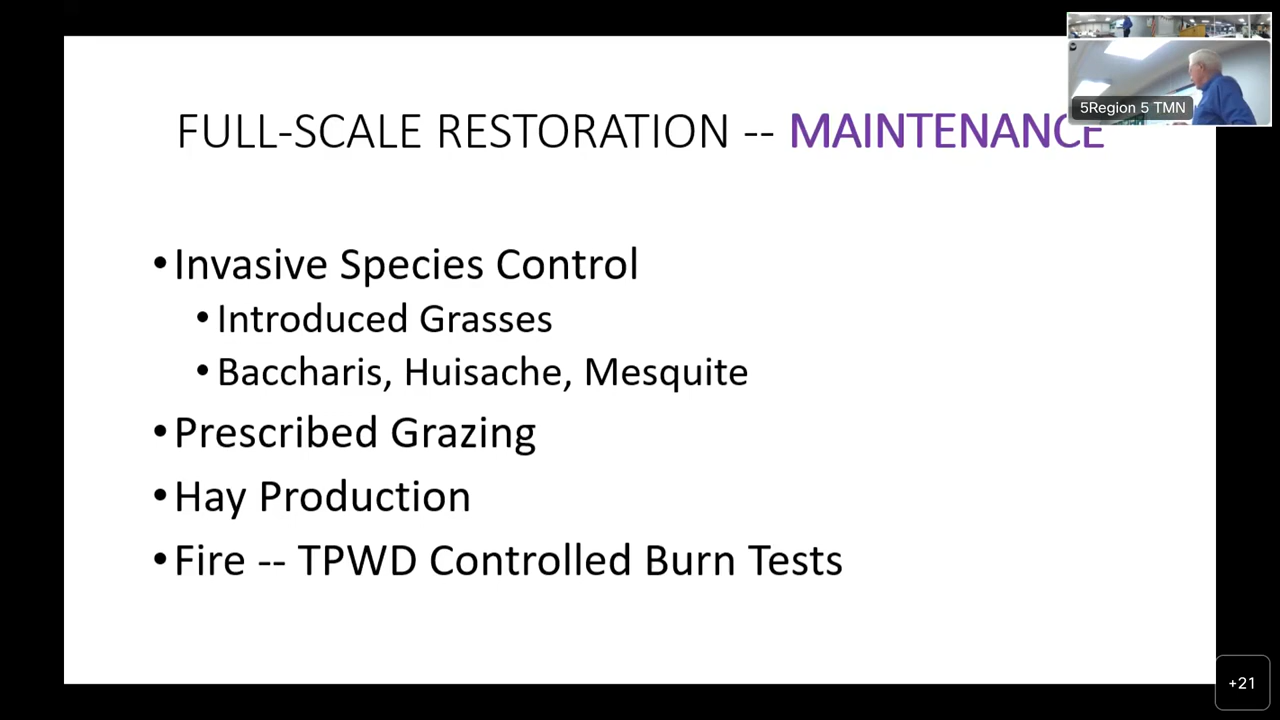 FULL-SCALE RESTORATION -- MAINTENANCE
5Region 5 TMN
• Invasive Species Control
• Introduced Grasses
• Baccharis, Huisache, Mesquite
• Prescribed Grazing
• Hay Production
• Fire -- TPWD Controlled Burn Tests
+21